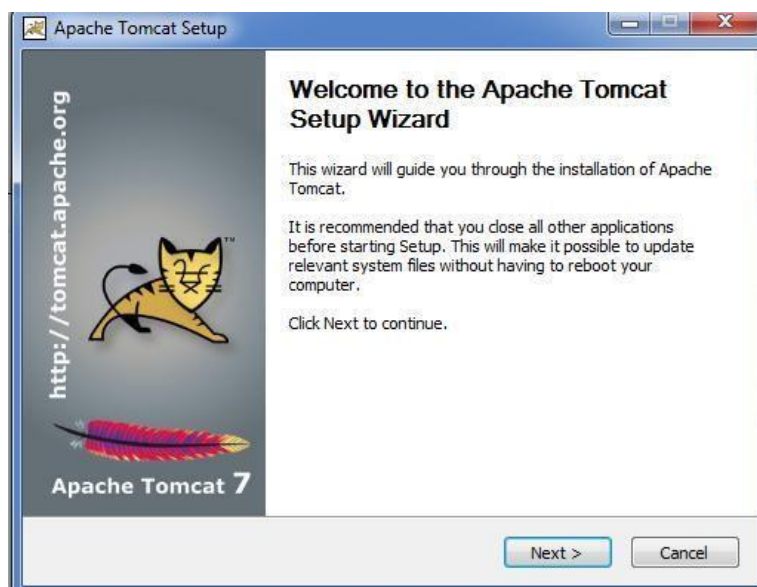 Apache Tomcat Setup
http://tomcat.apache.org
Apache Tomcat 7
Welcome to the Apache Tomcat
Setup Wizard
This wizard will guide you through the installation of Apache
Tomcat.
It is recommended that you close all other applications
before starting Setup. This will make it possible to update
relevant system files without having to reboot your
computer.
Click Next to continue.
TM
Next >
Cancel